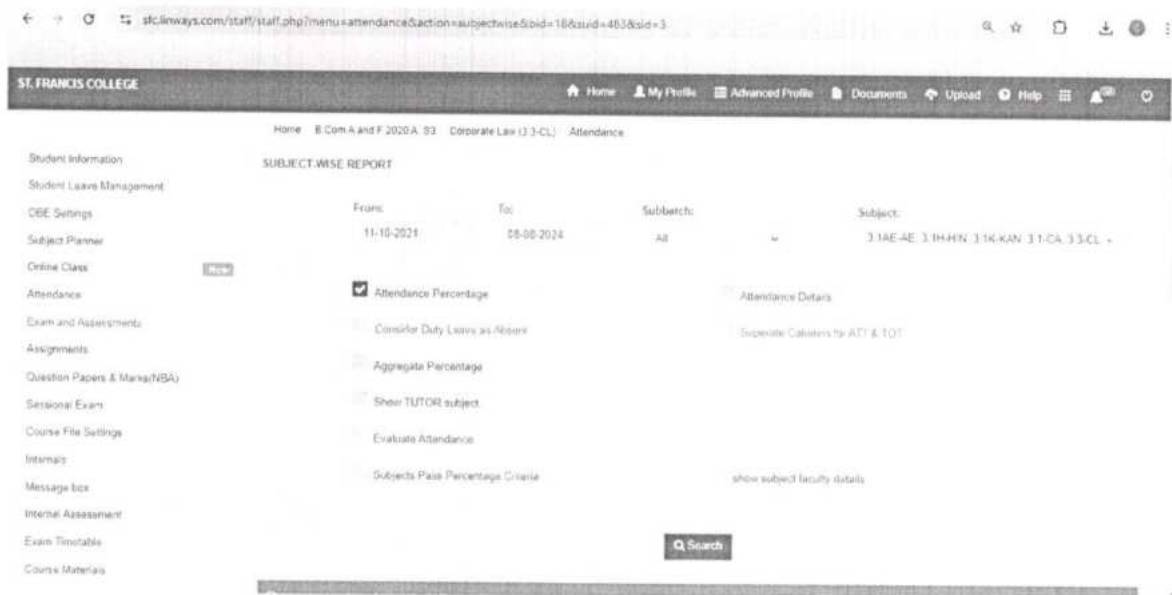 sfc.linways.com/staff/staff.php?menu=attendance&action=subjectwise&bid=18&suid=483&sid=3
ST. FRANCIS COLLEGE
Home My Profile Advanced Profile Documents Upload Help
Home B.Com A and F 2020 A, S3 Corporate Law (3.3-CL) Attendance
SUBJECT-WISE REPORT
Student Information
Student Leave Management
OBE Settings
Subject Planner
Online Class New
Attendance
Exam and Assessments
Assignments
Question Papers & Marks(NBA)
Sessional Exam
Course File Settings
Internals
Message box
Internal Assessment
Exam Timetable
Course Materials
From: To: Subbatch: Subject:
11-10-2021 08-08-2024 All 3.1AE-AE, 3.1H-HIN, 3.1K-KAN, 3.1-CA, 3.3-CL
Attendance Percentage Attendance Details
Consider Duty Leave as Absent Seperate Columns for ATT & TOT
Aggregate Percentage
Show TUTOR subject
Evaluate Attendance
Subjects Pass Percentage Criteria show subject faculty details
Search